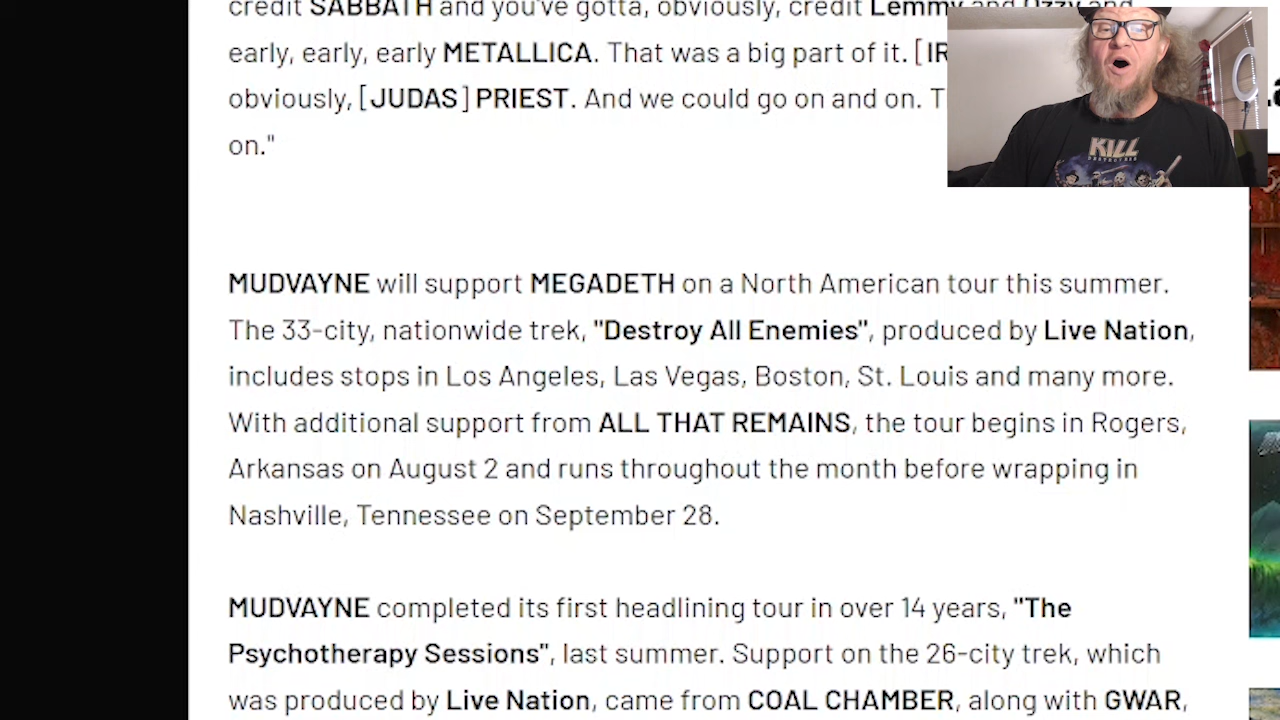 credit SABBATH and you've gotta, obviously, credit Lemmy and Ozzy and
early, early, early METALLICA. That was a big part of it. [IR
obviously, [JUDAS] PRIEST. And we could go on and on. T
on."
KILL
MUDVAYNE will support MEGADETH on a North American tour this summer.
The 33-city, nationwide trek, "Destroy All Enemies", produced by Live Nation,
includes stops in Los Angeles, Las Vegas, Boston, St. Louis and many more.
With additional support from ALL THAT REMAINS, the tour begins in Rogers,
Arkansas on August 2 and runs throughout the month before wrapping in
Nashville, Tennessee on September 28.
MUDVAYNE completed its first headlining tour in over 14 years, "The
Psychotherapy Sessions", last summer. Support on the 26-city trek, which
was produced by Live Nation, came from COAL CHAMBER, along with GWAR,